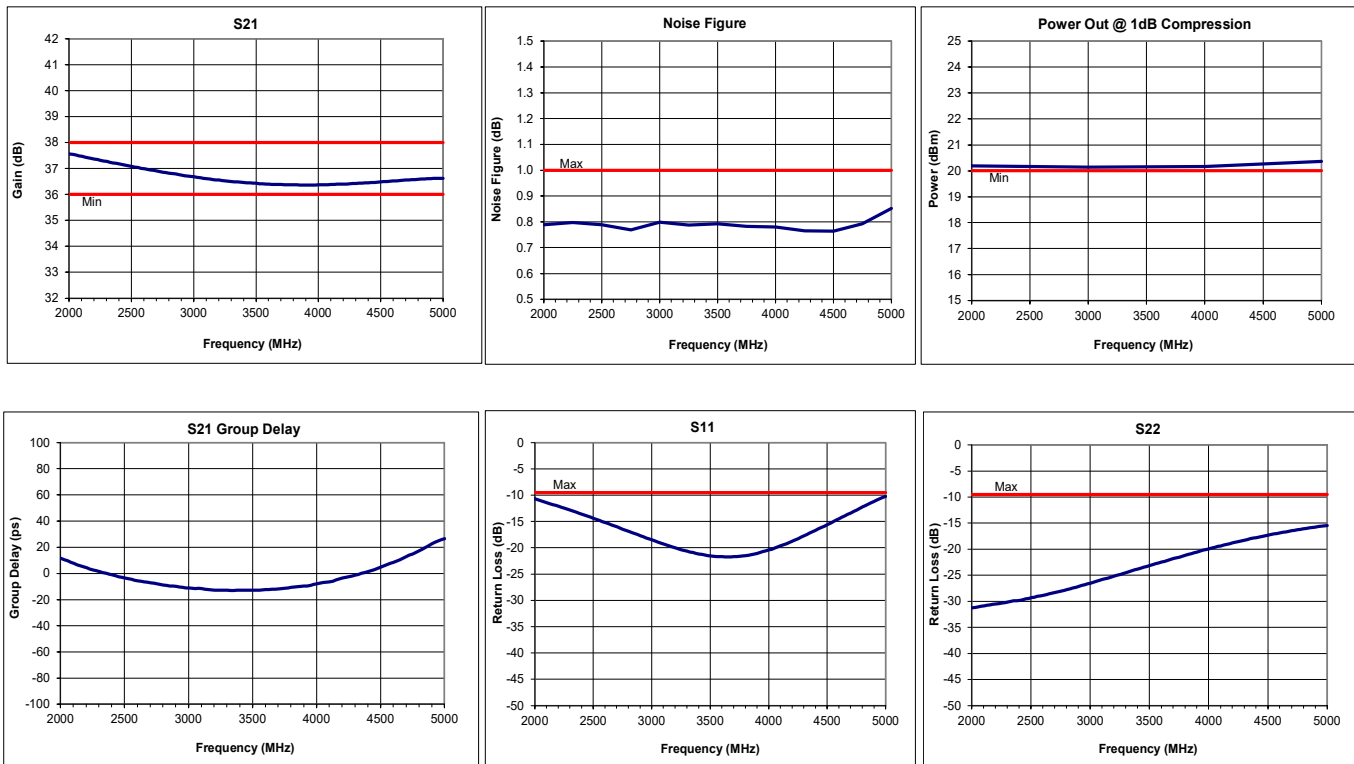 S21
Gain (dB)
42
41
40
39
38
37
36
35
34
33
32
Min
2000 2500 3000 3500 4000 4500 5000
Frequency (MHz)
Noise Figure
Noise Figure (dB)
1.5
1.4
1.3
1.2
1.1
1.0
0.9
0.8
0.7
0.6
0.5
Max
2000 2500 3000 3500 4000 4500 5000
Frequency (MHz)
Power Out @ 1dB Compression
Power (dBm)
25
24
23
22
21
20
19
18
17
16
15
Min
2000 2500 3000 3500 4000 4500 5000
Frequency (MHz)
S21 Group Delay
Group Delay (ps)
100
80
60
40
20
0
-20
-40
-60
-80
-100
2000 2500 3000 3500 4000 4500 5000
Frequency (MHz)
S11
Return Loss (dB)
0
-5
-10
-15
-20
-25
-30
-35
-40
-45
-50
Max
2000 2500 3000 3500 4000 4500 5000
Frequency (MHz)
S22
Return Loss (dB)
0
-5
-10
-15
-20
-25
-30
-35
-40
-45
-50
Max
2000 2500 3000 3500 4000 4500 5000
Frequency (MHz)